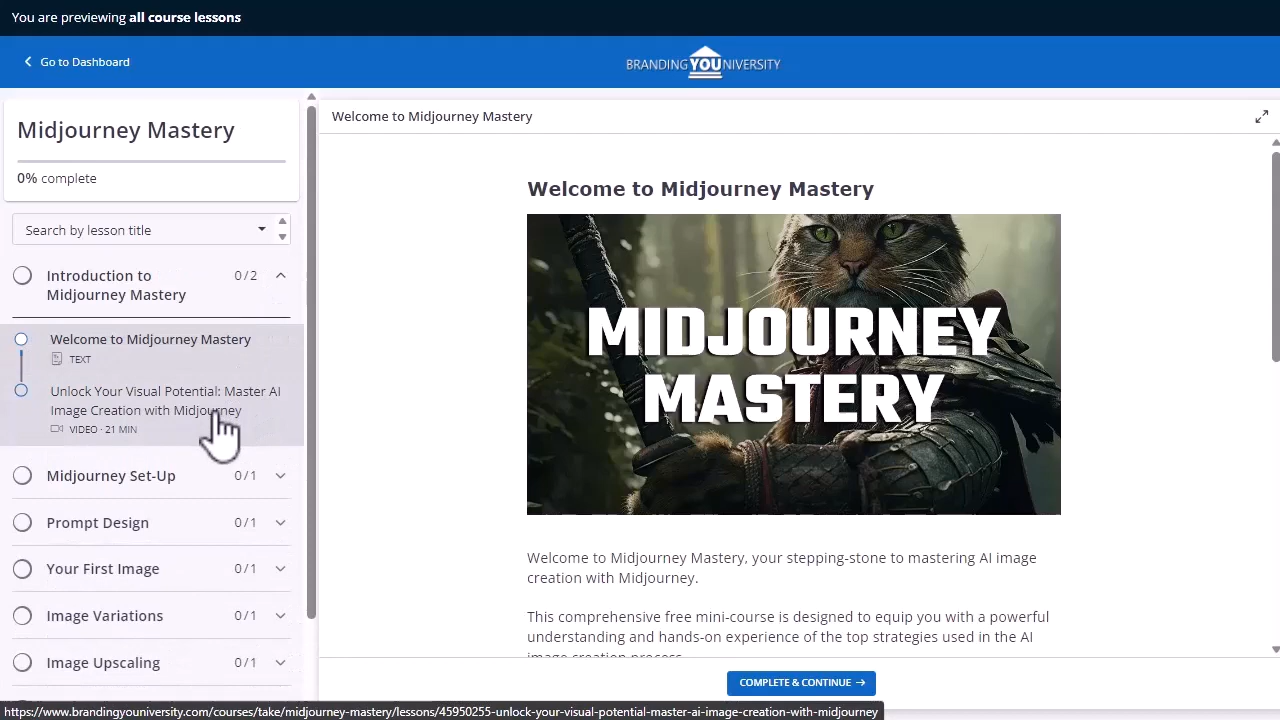 You are previewing all course lessons
Go to Dashboard
BRANDINGYOUNIVERSITY
Midjourney Mastery
0% complete
Search by lesson title
Introduction to
Midjourney Mastery
0/2
Welcome to Midjourney Mastery
TEXT
Unlock Your Visual Potential: Master AI
Image Creation with Midjourney
VIDEO · 21 MIN
Midjourney Set-Up 0/1
Prompt Design 0/1
Your First Image 0/1
Image Variations 0/1
Image Upscaling 0/1
Welcome to Midjourney Mastery
Welcome to Midjourney Mastery
MIDJOURNEY
MASTERY
Welcome to Midjourney Mastery, your stepping-stone to mastering AI image
creation with Midjourney.
This comprehensive free mini-course is designed to equip you with a powerful
understanding and hands-on experience of the top strategies used in the AI
image creation process
COMPLETE & CONTINUE →
https://www.brandingyouniversity.com/courses/take/midjourney-mastery/lessons/45950255-unlock-your-visual-potential-master-ai-image-creation-with-midjourney